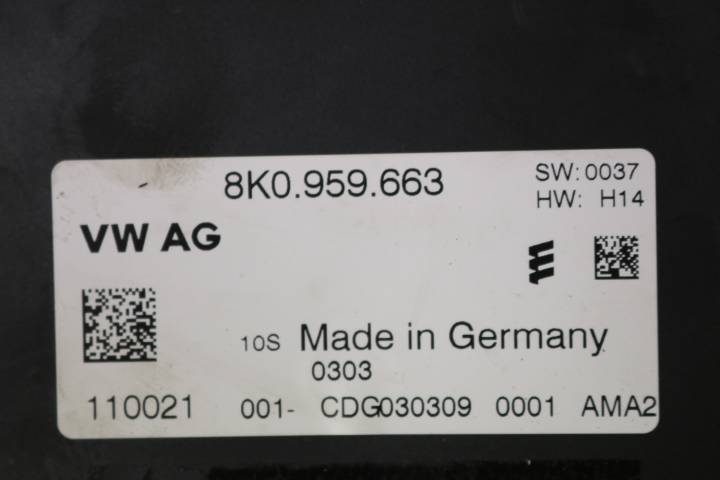 8K0.959.663
SW: 0037
HW: H14
VW AG
10S Made in Germany
0303
110021 001- CDG030309 0001 AMA2